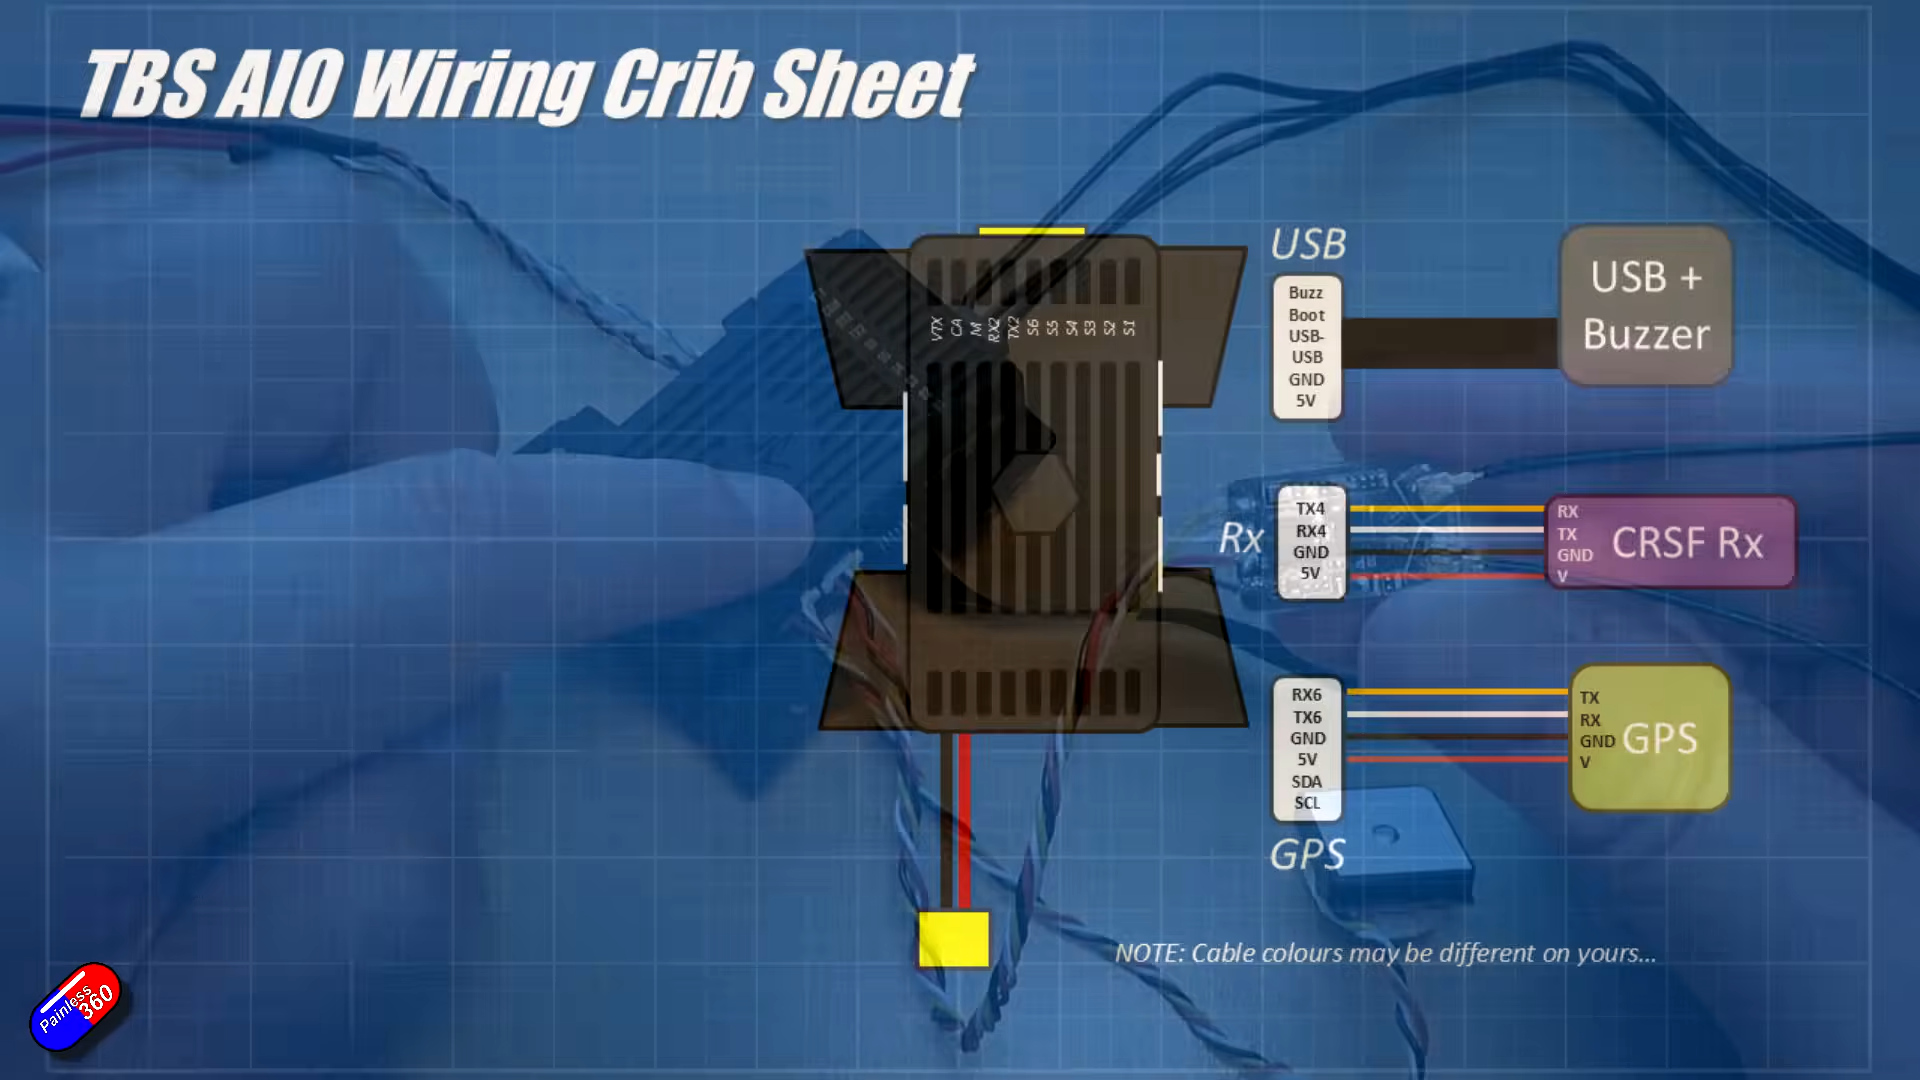 TBS AIO Wiring Crib Sheet
VTX
CA
M
RX2
TX2
S6
S5
S4
S3
S2
S1
USB
Buzz
Boot
USB-
USB
GND
5V
USB +
Buzzer
Rx
TX4
RX4
GND
5V
RX
TX
GND
V
CRSF Rx
RX6
TX6
GND
5V
SDA
SCL
TX
RX
GND
V
GPS
GPS
NOTE: Cable colours may be different on yours...
Painless
360